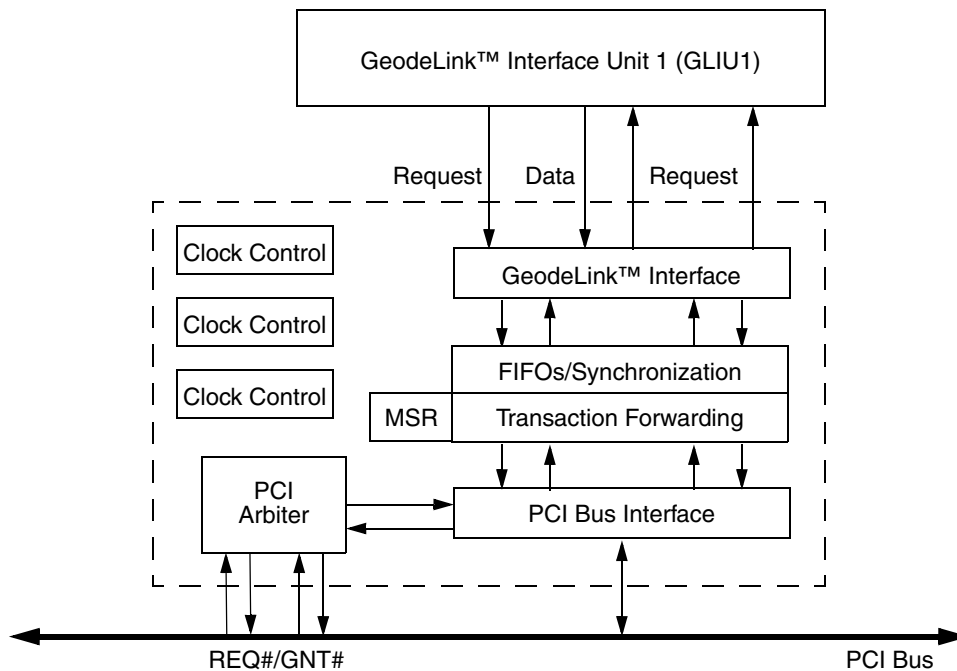 GeodeLink™ Interface Unit 1 (GLIU1)
Request
Data
Request
Clock Control
GeodeLink™ Interface
Clock Control
FIFOs/Synchronization
Clock Control
MSR
Transaction Forwarding
PCI
Arbiter
PCI Bus Interface
REQ#/GNT#
PCI Bus